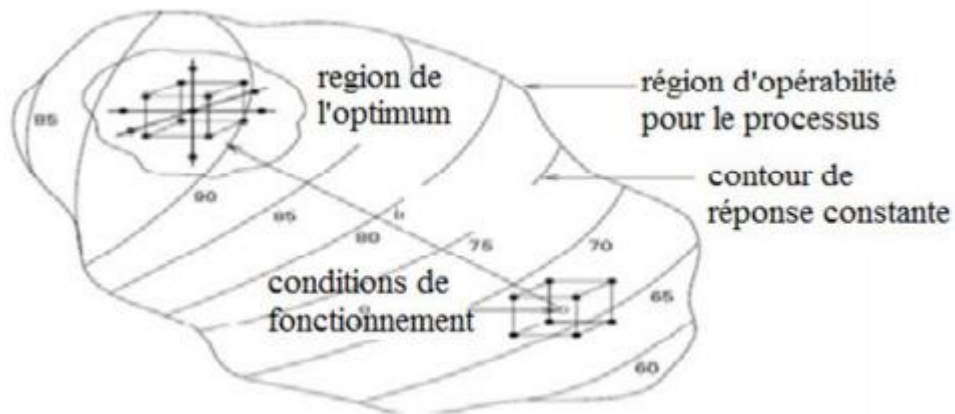 region de
l'optimum
région d'opérabilité
pour le processus
contour de
réponse constante
85
90
85
80
75
70
65
60
conditions de
fonctionnement